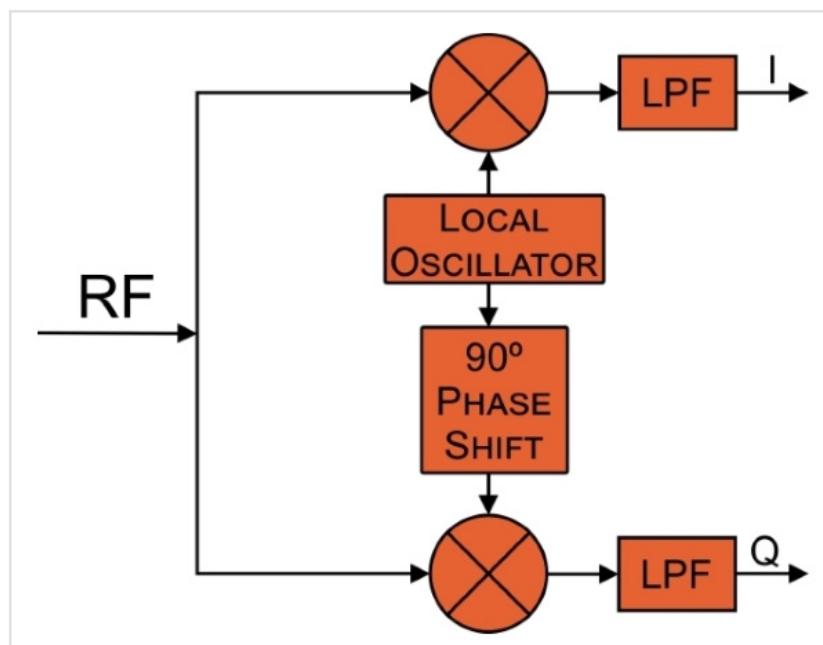 I
LPF
LOCAL
OSCILLATOR
RF
90º
PHASE
SHIFT
Q
LPF